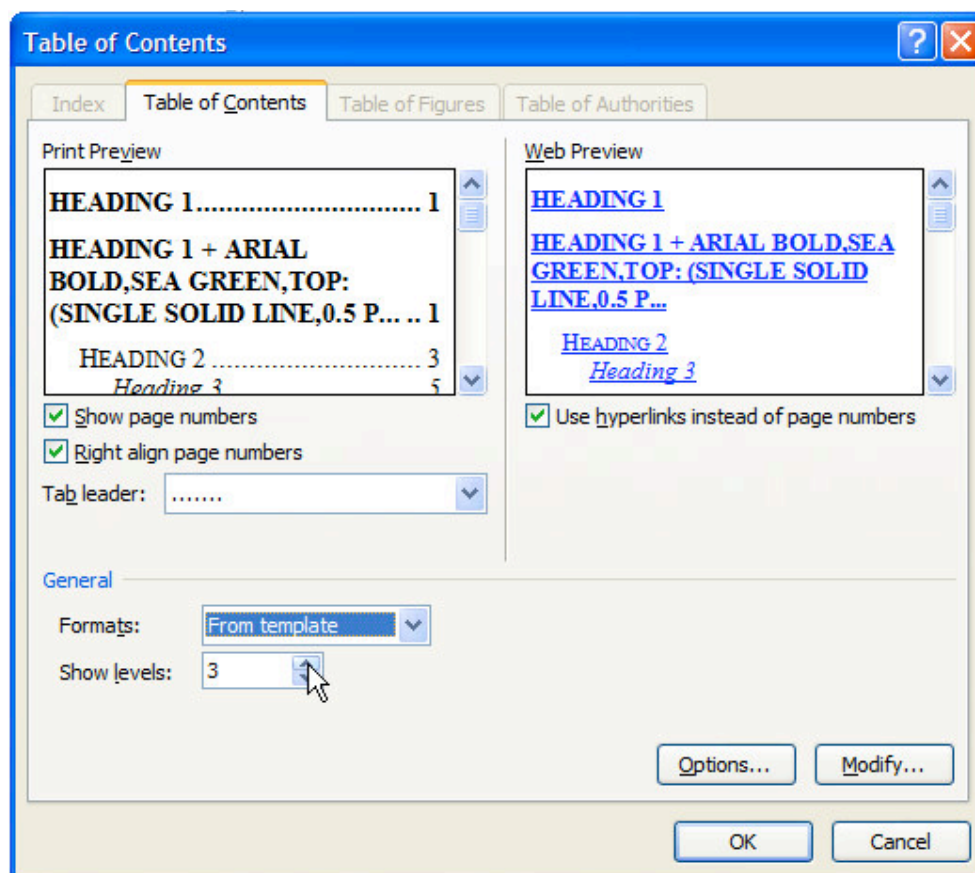 Table of Contents
Index
Table of Contents
Table of Figures
Table of Authorities
Print Preview
HEADING 1.............................. 1
HEADING 1 + ARIAL
BOLD,SEA GREEN,TOP:
(SINGLE SOLID LINE,0.5 P... .. 1
HEADING 2 ............................ 3
Heading 3 5
Show page numbers
Right align page numbers
Tab leader: .......
Web Preview
HEADING 1
HEADING 1 + ARIAL BOLD,SEA
GREEN,TOP: (SINGLE SOLID
LINE,0.5 P...
HEADING 2
Heading 3
Use hyperlinks instead of page numbers
General
Formats: From template
Show levels: 3
Options... Modify...
OK Cancel